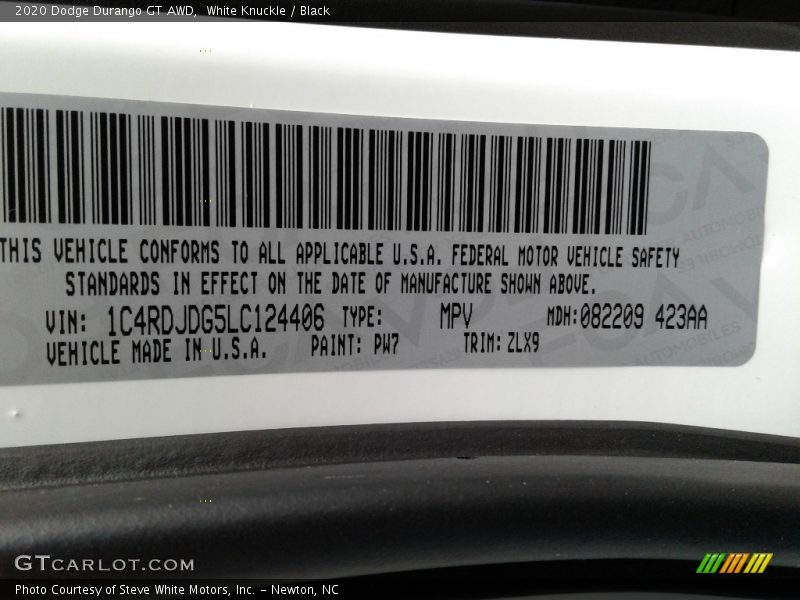 2020 Dodge Durango GT AWD, White Knuckle / Black
THIS VEHICLE CONFORMS TO ALL APPLICABLE U.S.A. FEDERAL MOTOR VEHICLE SAFETY
STANDARDS IN EFFECT ON THE DATE OF MANUFACTURE SHOWN ABOVE.
VIN: 1C4RDJDG5LC124406 TYPE: MPV MDH:082209 423AA
VEHICLE MADE IN U.S.A. PAINT: PW7 TRIM: ZLX9
GTCARLOT.COM
Photo Courtesy of Steve White Motors, Inc. – Newton, NC